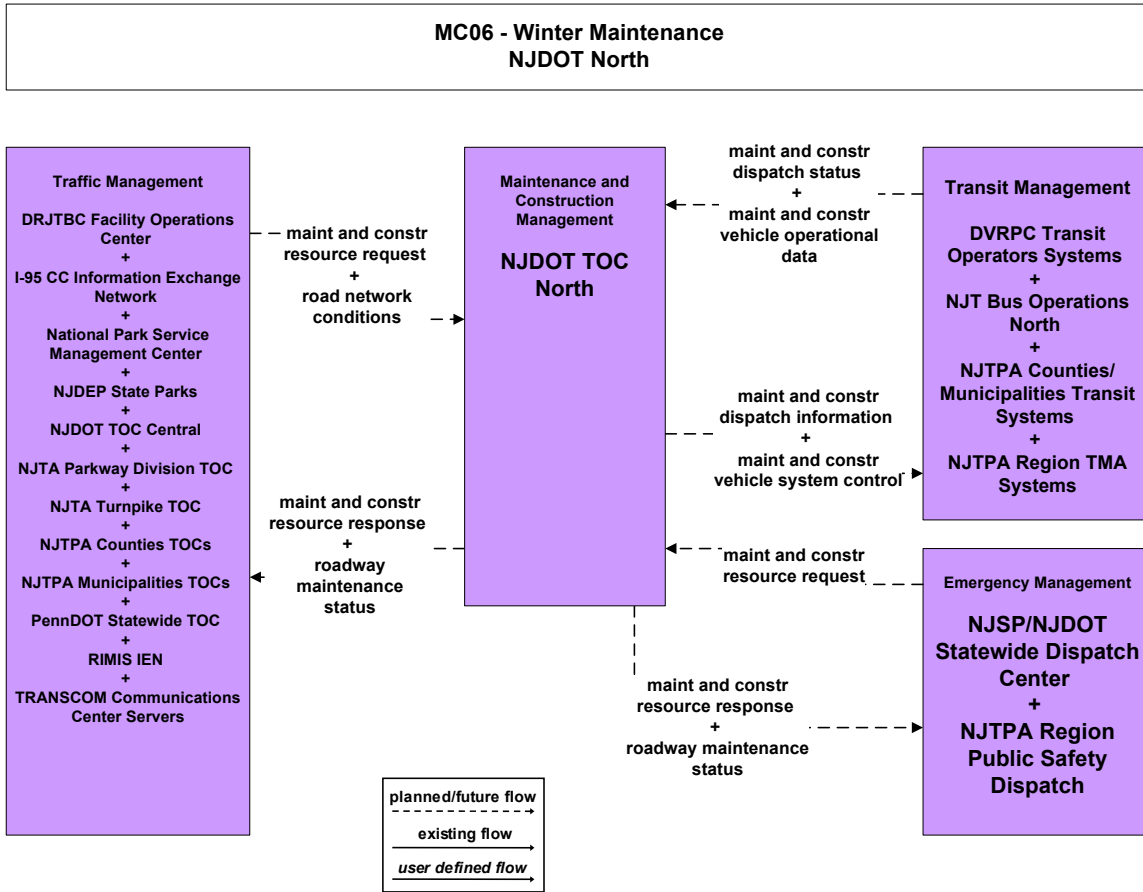 MC06 - Winter Maintenance
NJDOT North
Traffic Management
DRJTBC Facility Operations
Center
+
I-95 CC Information Exchange
Network
+
National Park Service
Management Center
+
NJDEP State Parks
+
NJDOT TOC Central
+
NJTA Parkway Division TOC
+
NJTA Turnpike TOC
+
NJTPA Counties TOCs
+
NJTPA Municipalities TOCs
+
PennDOT Statewide TOC
+
RIMIS IEN
+
TRANSCOM Communications
Center Servers
maint and constr
resource request
+
road network
conditions
maint and constr
resource response
+
roadway
maintenance
status
Maintenance and
Construction
Management
NJDOT TOC
North
maint and constr
dispatch status
+
maint and constr
vehicle operational
data
maint and constr
dispatch information
+
maint and constr
vehicle system control
maint and constr
resource request
maint and constr
resource response
+
roadway maintenance
status
Transit Management
DVRPC Transit
Operators Systems
+
NJT Bus Operations
North
+
NJTPA Counties/
Municipalities Transit
Systems
+
NJTPA Region TMA
Systems
Emergency Management
NJSP/NJDOT
Statewide Dispatch
Center
+
NJTPA Region
Public Safety
Dispatch
planned/future flow
existing flow
user defined flow